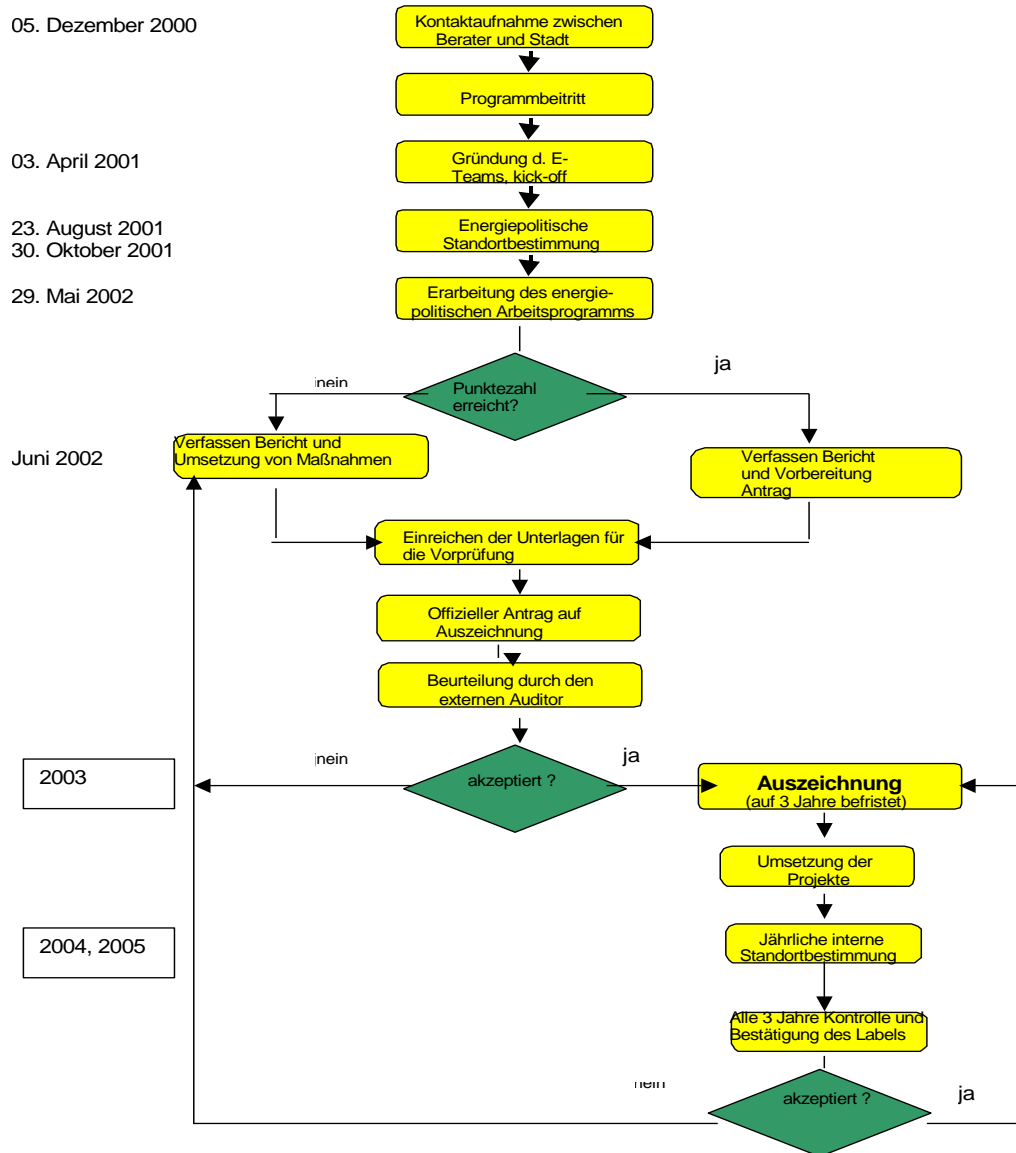 05. Dezember 2000
Kontaktaufnahme zwischen
Berater und Stadt
Programmbeitritt
03. April 2001
Gründung d. E-
Teams, kick-off
23. August 2001
30. Oktober 2001
Energiepolitische
Standortbestimmung
29. Mai 2002
Erarbeitung des energie-
politischen Arbeitsprogramms
nein
Punktezahl
erreicht?
ja
Juni 2002
Verfassen Bericht und
Umsetzung von Maßnahmen
Verfassen Bericht
und Vorbereitung
Antrag
Einreichen der Unterlagen für
die Vorprüfung
Offizieller Antrag auf
Auszeichnung
Beurteilung durch den
externen Auditor
2003
nein
akzeptiert ?
ja
Auszeichnung
(auf 3 Jahre befristet)
Umsetzung der
Projekte
2004, 2005
Jährliche interne
Standortbestimmung
Alle 3 Jahre Kontrolle und
Bestätigung des Labels
nein
akzeptiert ?
ja